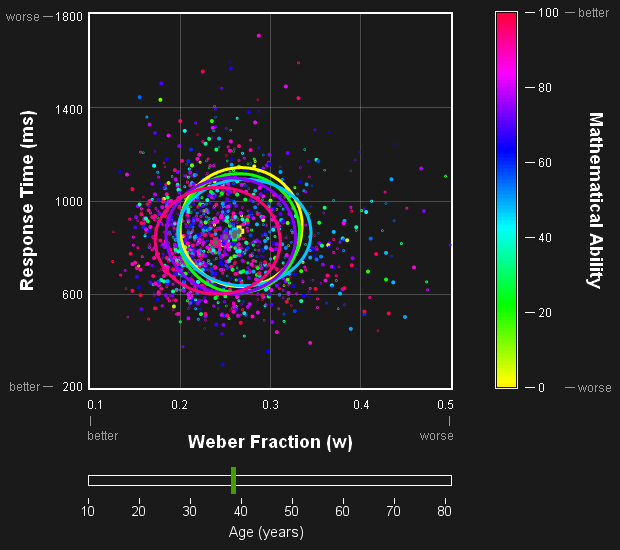 worse
1800
1400
1000
600
better
200
Response Time (ms)
0.1
0.2
0.3
0.4
0.5
better
worse
Weber Fraction (w)
100
better
80
60
40
20
0
worse
Mathematical Ability
10
20
30
40
50
60
70
80
Age (years)